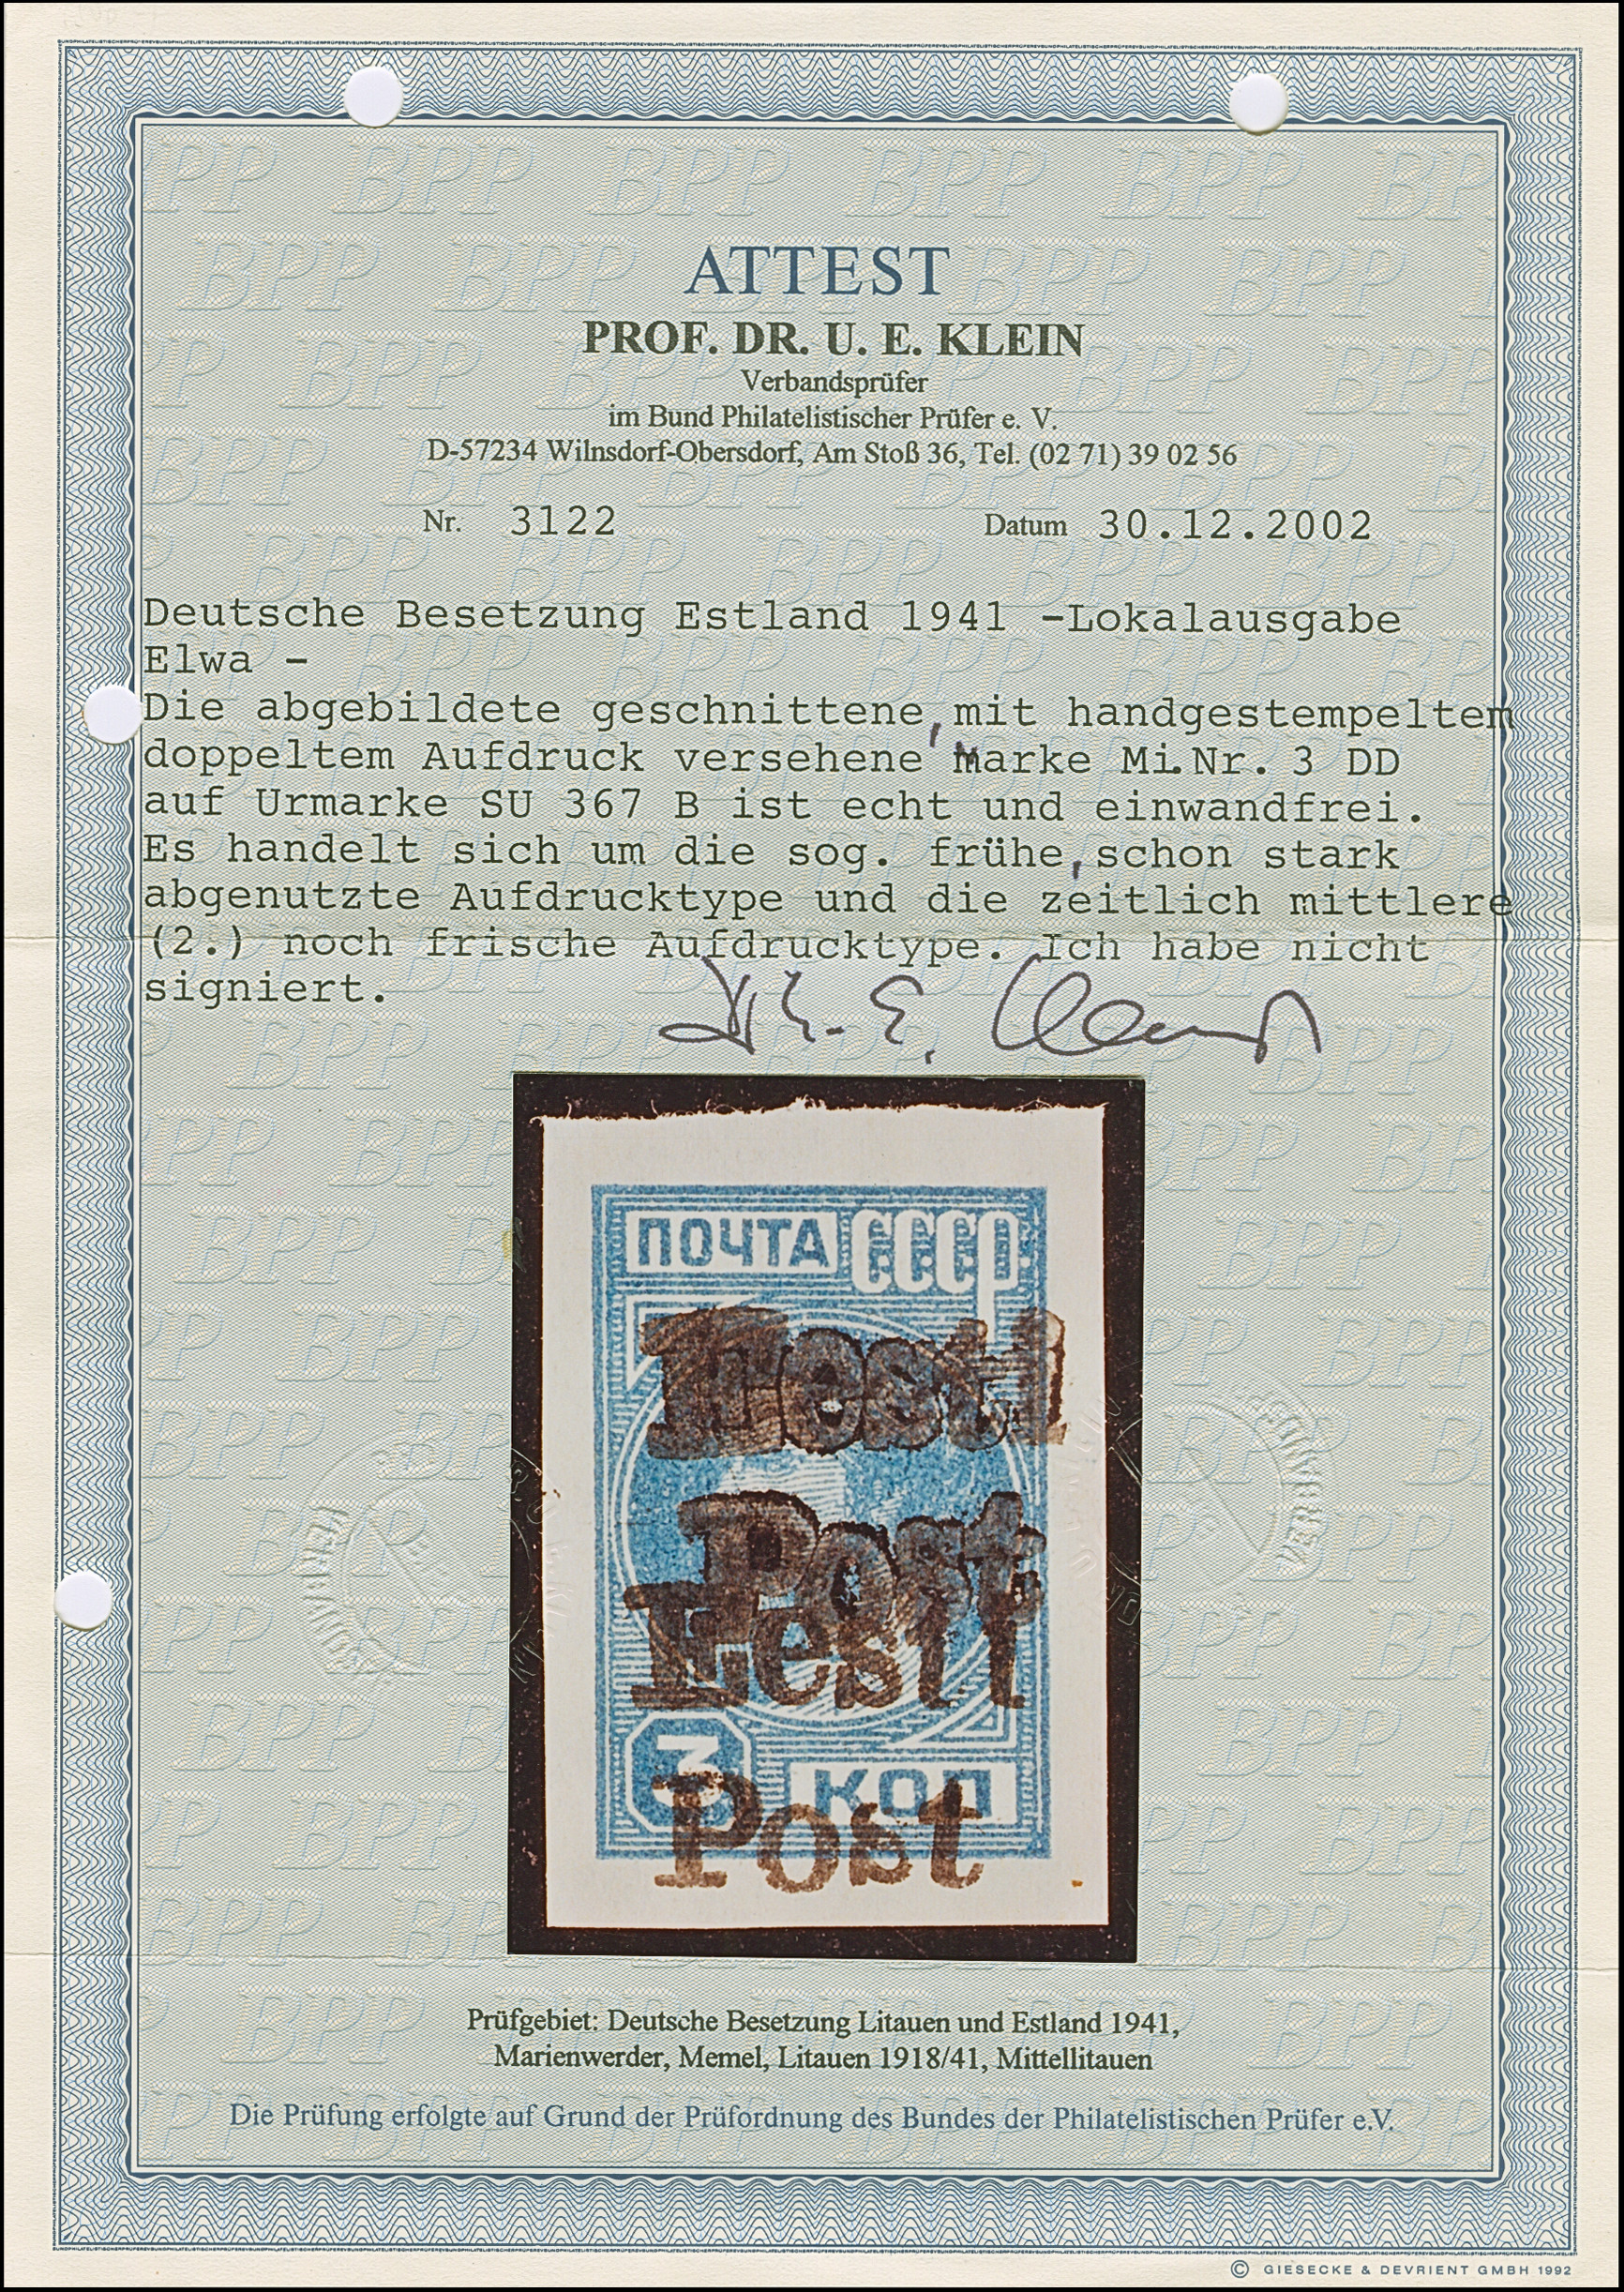 ATTEST
PROF. DR. U. E. KLEIN
Verbandsprüfer
im Bund Philatelistischer Prüfer e. V.
D-57234 Wilnsdorf-Obersdorf, Am Stoß 36, Tel. (02 71) 39 02 56
Nr. 3122 Datum 30.12.2002
Deutsche Besetzung Estland 1941 -Lokalausgabe
Elwa -
Die abgebildete geschnittene, mit handgestempeltem
doppeltem Aufdruck versehene Marke Mi.Nr. 3 DD
auf Urmarke SU 367 B ist echt und einwandfrei.
Es handelt sich um die sog. frühe, schon stark
abgenutzte Aufdrucktype und die zeitlich mittlere
(2.) noch frische Aufdrucktype. Ich habe nicht
signiert.
ПОЧТА СССР
Eesti
Post
Eesti
3 КОП
Post
Prüfgebiet: Deutsche Besetzung Litauen und Estland 1941,
Marienwerder, Memel, Litauen 1918/41, Mittellitauen
Die Prüfung erfolgte auf Grund der Prüfordnung des Bundes der Philatelistischen Prüfer e.V.
© GIESECKE & DEVRIENT GMBH 1992